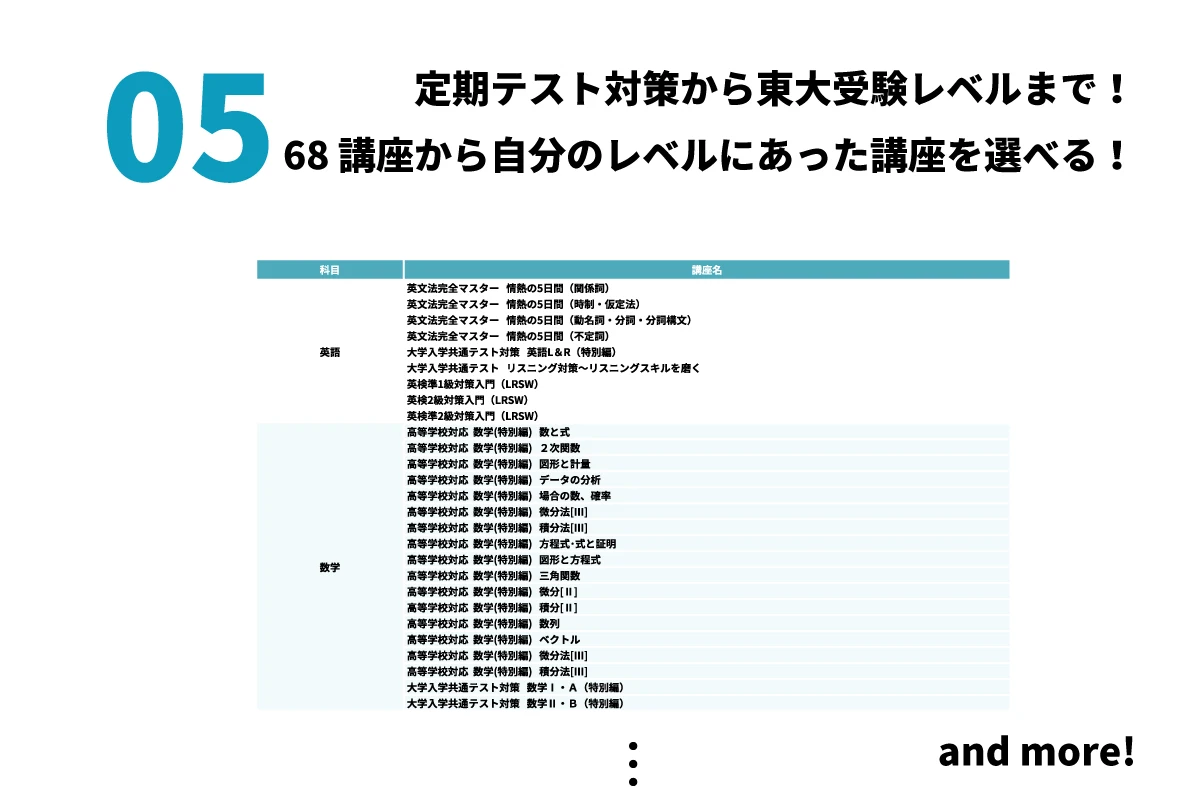 05
定期テスト対策から東大受験レベルまで！
68 講座から自分のレベルにあった講座を選べる！
科目 講座名
英語
英文法完全マスター 情熱の5日間（関係詞）
英文法完全マスター 情熱の5日間（時制・仮定法）
英文法完全マスター 情熱の5日間（動名詞・分詞・分詞構文）
英文法完全マスター 情熱の5日間（不定詞）
大学入学共通テスト対策 英語L＆R（特別編）
大学入学共通テスト リスニング対策～リスニングスキルを磨く
英検準1級対策入門（LRSW）
英検2級対策入門（LRSW）
英検準2級対策入門（LRSW）
数学
高等学校対応 数学(特別編) 数と式
高等学校対応 数学(特別編) ２次関数
高等学校対応 数学(特別編) 図形と計量
高等学校対応 数学(特別編) データの分析
高等学校対応 数学(特別編) 場合の数、確率
高等学校対応 数学(特別編) 微分法[Ⅲ]
高等学校対応 数学(特別編) 積分法[Ⅲ]
高等学校対応 数学(特別編) 方程式･式と証明
高等学校対応 数学(特別編) 図形と方程式
高等学校対応 数学(特別編) 三角関数
高等学校対応 数学(特別編) 微分[Ⅱ]
高等学校対応 数学(特別編) 積分[Ⅱ]
高等学校対応 数学(特別編) 数列
高等学校対応 数学(特別編) ベクトル
高等学校対応 数学(特別編) 微分法[Ⅲ]
高等学校対応 数学(特別編) 積分法[Ⅲ]
大学入学共通テスト対策 数学Ⅰ・Ａ（特別編）
大学入学共通テスト対策 数学Ⅱ・Ｂ（特別編）
and more!